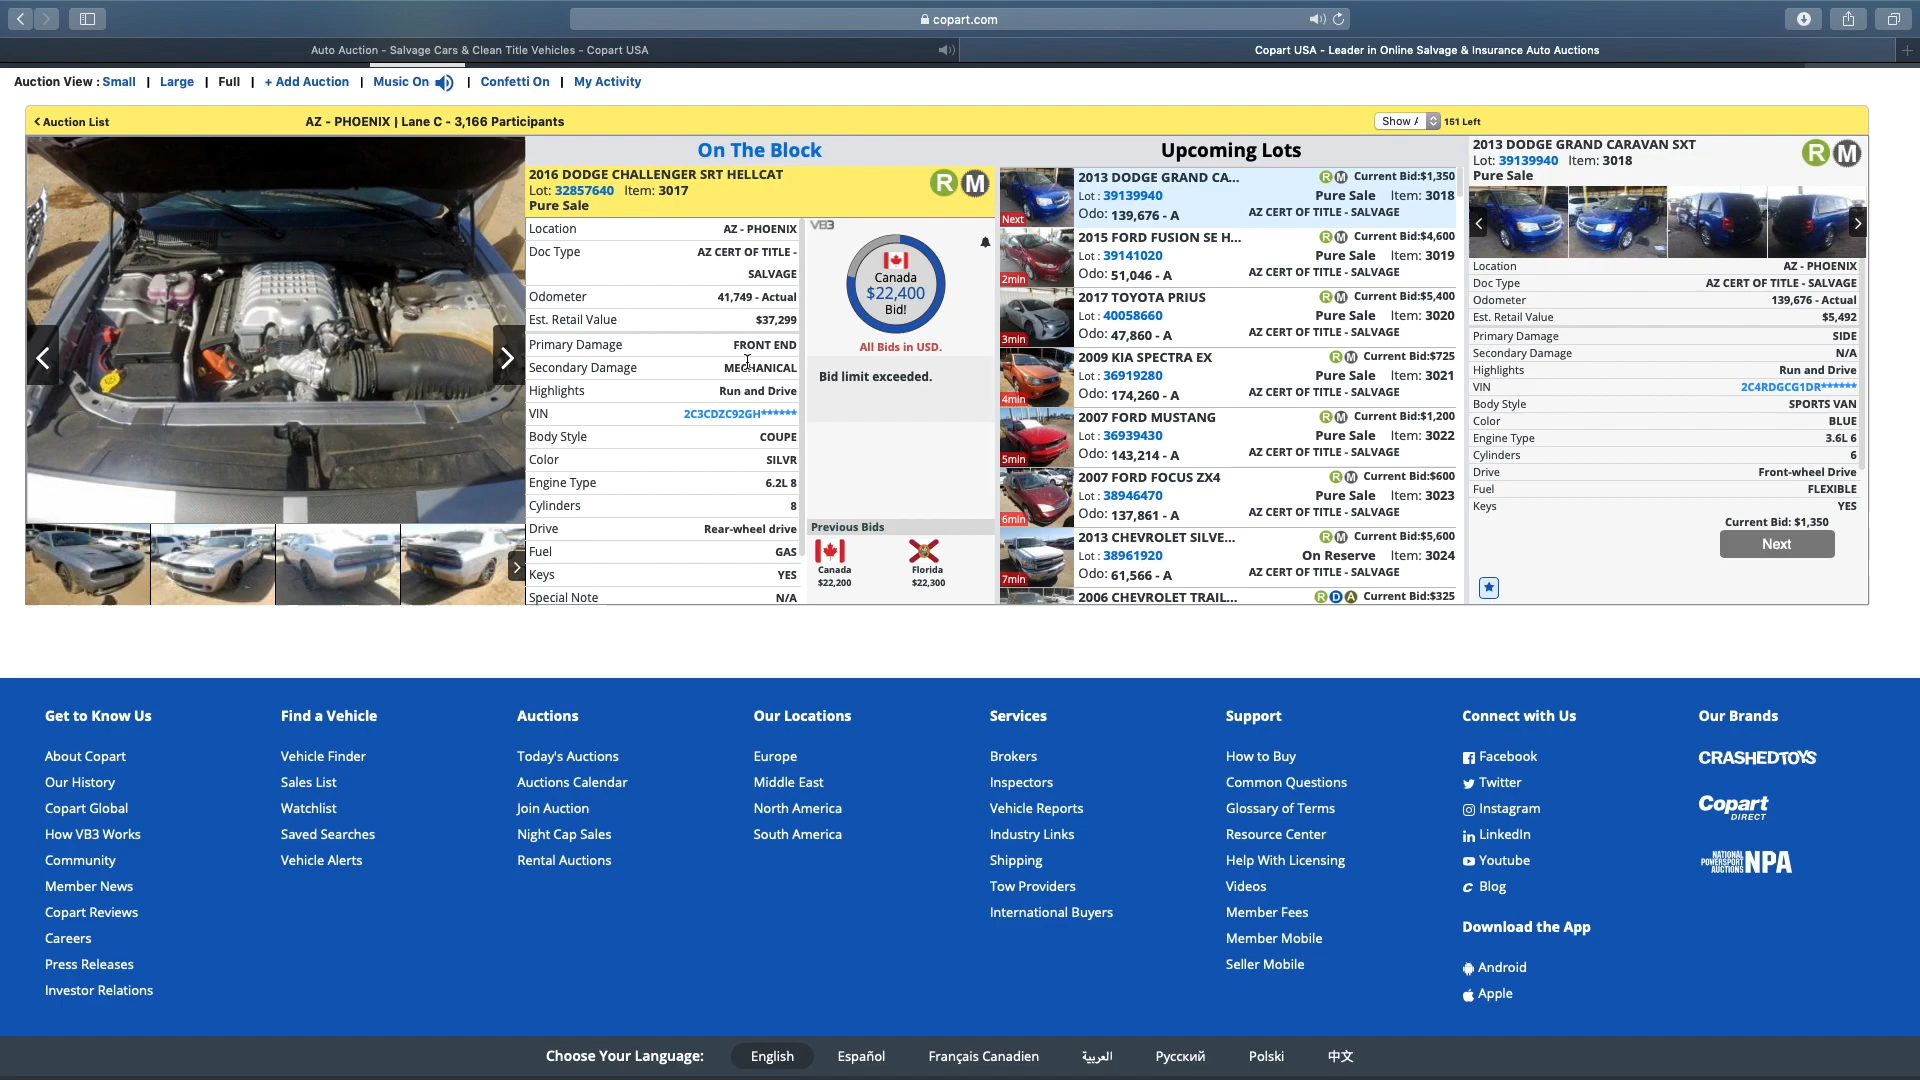 copart.com
Auto Auction - Salvage Cars & Clean Title Vehicles - Copart USA
Copart USA - Leader in Online Salvage & Insurance Auto Auctions
Auction View : Small | Large | Full | + Add Auction | Music On | Confetti On | My Activity
< Auction List
AZ - PHOENIX | Lane C - 3,166 Participants
Show A
151 Left
On The Block
2016 DODGE CHALLENGER SRT HELLCAT
Lot: 32857640 Item: 3017
Pure Sale
R M
Location AZ - PHOENIX
Doc Type AZ CERT OF TITLE -
SALVAGE
Odometer 41,749 - Actual
Est. Retail Value $37,299
Primary Damage FRONT END
Secondary Damage MECHANICAL
Highlights Run and Drive
VIN 2C3CDZC92GH******
Body Style COUPE
Color SILVR
Engine Type 6.2L 8
Cylinders 8
Drive Rear-wheel drive
Fuel GAS
Keys YES
Special Note N/A
VB3
Canada
$22,400
Bid!
All Bids in USD.
Bid limit exceeded.
Previous Bids
Canada
$22,200
Florida
$22,300
Upcoming Lots
2013 DODGE GRAND CA... R M Current Bid:$1,350
Lot : 39139940 Pure Sale Item: 3018
Next Odo: 139,676 - A AZ CERT OF TITLE - SALVAGE
2015 FORD FUSION SE H... R M Current Bid:$4,600
Lot : 39141020 Pure Sale Item: 3019
2min Odo: 51,046 - A AZ CERT OF TITLE - SALVAGE
2017 TOYOTA PRIUS R M Current Bid:$5,400
Lot : 40058660 Pure Sale Item: 3020
3min Odo: 47,860 - A AZ CERT OF TITLE - SALVAGE
2009 KIA SPECTRA EX R M Current Bid:$725
Lot : 36919280 Pure Sale Item: 3021
4min Odo: 174,260 - A AZ CERT OF TITLE - SALVAGE
2007 FORD MUSTANG R M Current Bid:$1,200
Lot : 36939430 Pure Sale Item: 3022
5min Odo: 143,214 - A AZ CERT OF TITLE - SALVAGE
2007 FORD FOCUS ZX4 R M Current Bid:$600
Lot : 38946470 Pure Sale Item: 3023
6min Odo: 137,861 - A AZ CERT OF TITLE - SALVAGE
2013 CHEVROLET SILVE... R M Current Bid:$5,600
Lot : 38961920 On Reserve Item: 3024
7min Odo: 61,566 - A AZ CERT OF TITLE - SALVAGE
2006 CHEVROLET TRAIL... R D A Current Bid:$325
2013 DODGE GRAND CARAVAN SXT
Lot: 39139940 Item: 3018
Pure Sale
R M
Location AZ - PHOENIX
Doc Type AZ CERT OF TITLE - SALVAGE
Odometer 139,676 - Actual
Est. Retail Value $5,492
Primary Damage SIDE
Secondary Damage N/A
Highlights Run and Drive
VIN 2C4RDGCG1DR******
Body Style SPORTS VAN
Color BLUE
Engine Type 3.6L 6
Cylinders 6
Drive Front-wheel Drive
Fuel FLEXIBLE
Keys YES
Current Bid: $1,350
Next
Get to Know Us
About Copart
Our History
Copart Global
How VB3 Works
Community
Member News
Copart Reviews
Careers
Press Releases
Investor Relations
Find a Vehicle
Vehicle Finder
Sales List
Watchlist
Saved Searches
Vehicle Alerts
Auctions
Today's Auctions
Auctions Calendar
Join Auction
Night Cap Sales
Rental Auctions
Our Locations
Europe
Middle East
North America
South America
Services
Brokers
Inspectors
Vehicle Reports
Industry Links
Shipping
Tow Providers
International Buyers
Support
How to Buy
Common Questions
Glossary of Terms
Resource Center
Help With Licensing
Videos
Member Fees
Member Mobile
Seller Mobile
Connect with Us
Facebook
Twitter
Instagram
LinkedIn
Youtube
Blog
Download the App
Android
Apple
Our Brands
CRASHEDTOYS
Copart
DIRECT
NATIONAL
POWERSPORT
AUCTIONS NPA
Choose Your Language: English Español Français Canadien العربية Русский Polski 中文